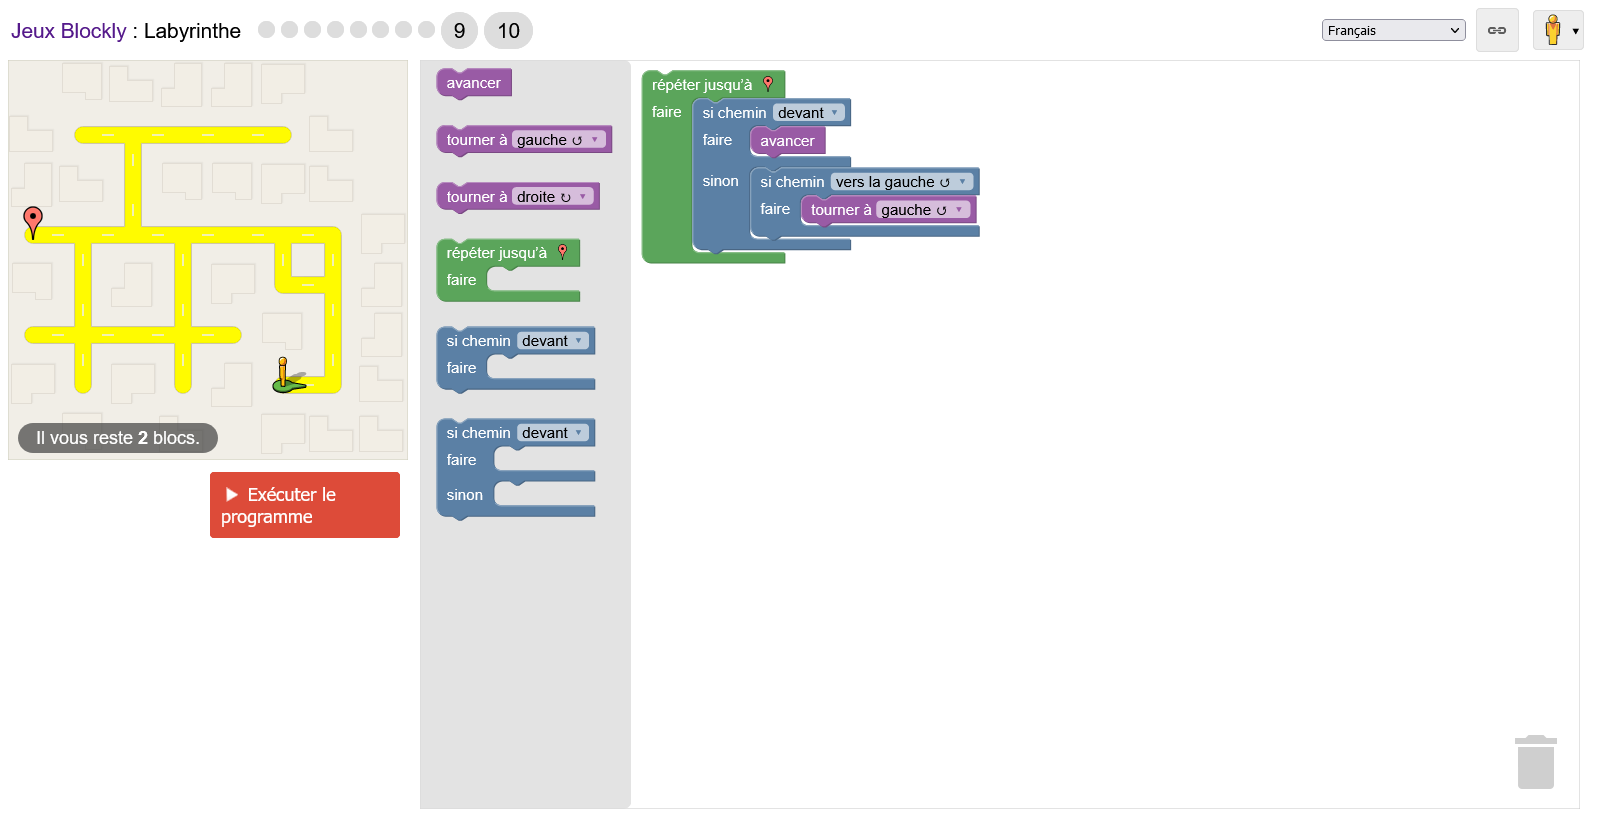 Jeux Blockly : Labyrinthe
9
10
Français
Il vous reste 2 blocs.
Exécuter le
programme
avancer
tourner à gauche ↺
tourner à droite ↻
répéter jusqu'à
faire
si chemin devant
faire
si chemin devant
faire
sinon
répéter jusqu'à
faire
si chemin devant
faire
avancer
sinon
si chemin vers la gauche ↺
faire
tourner à gauche ↺